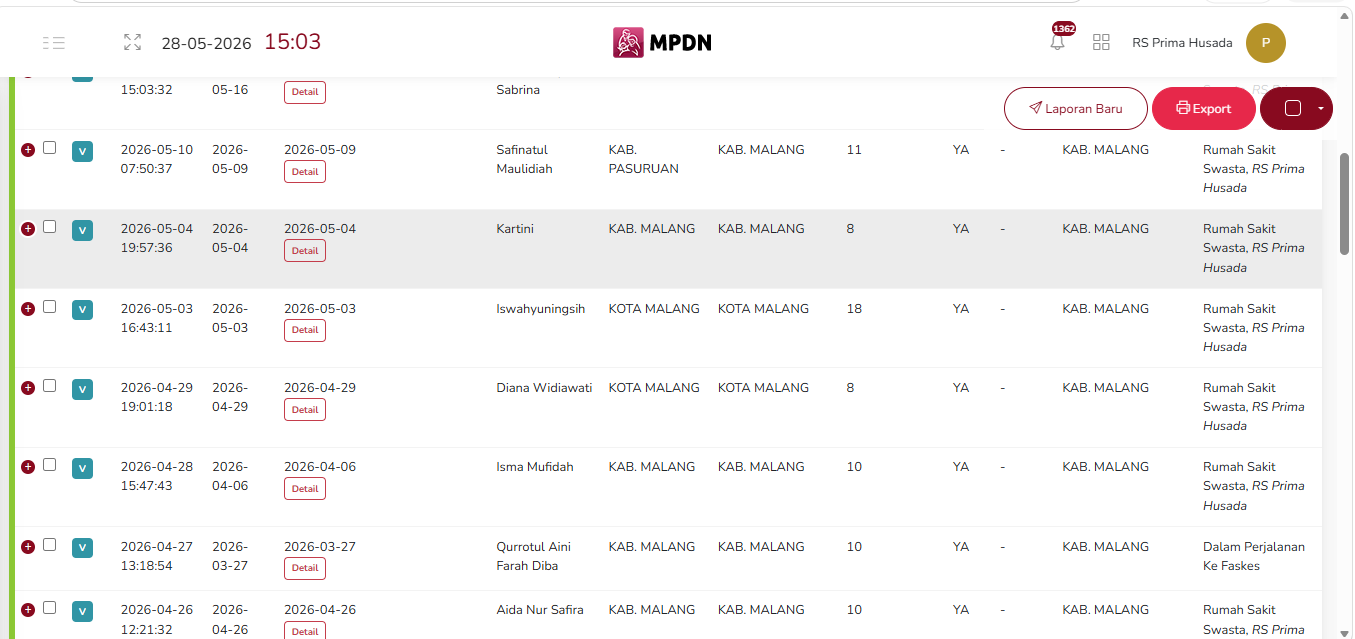 28-05-2026 15:03 MPDN 1362 RS Prima Husada P
15:03:32 05-16 Detail Sabrina
Laporan Baru Export
V 2026-05-10 2026- 2026-05-09 Safinatul KAB. KAB. MALANG 11 YA - KAB. MALANG Rumah Sakit
07:50:37 05-09 Detail Maulidiah PASURUAN Swasta, RS Prima
Husada
V 2026-05-04 2026- 2026-05-04 Kartini KAB. MALANG KAB. MALANG 8 YA - KAB. MALANG Rumah Sakit
19:57:36 05-04 Detail Swasta, RS Prima
Husada
V 2026-05-03 2026- 2026-05-03 Iswahyuningsih KOTA MALANG KOTA MALANG 18 YA - KAB. MALANG Rumah Sakit
16:43:11 05-03 Detail Swasta, RS Prima
Husada
V 2026-04-29 2026- 2026-04-29 Diana Widiawati KOTA MALANG KOTA MALANG 8 YA - KAB. MALANG Rumah Sakit
19:01:18 04-29 Detail Swasta, RS Prima
Husada
V 2026-04-28 2026- 2026-04-06 Isma Mufidah KAB. MALANG KAB. MALANG 10 YA - KAB. MALANG Rumah Sakit
15:47:43 04-06 Detail Swasta, RS Prima
Husada
V 2026-04-27 2026- 2026-03-27 Qurrotul Aini KAB. MALANG KAB. MALANG 10 YA - KAB. MALANG Dalam Perjalanan
13:18:54 03-27 Detail Farah Diba Ke Faskes
V 2026-04-26 2026- 2026-04-26 Aida Nur Safira KAB. MALANG KAB. MALANG 10 YA - KAB. MALANG Rumah Sakit
12:21:32 04-26 Detail Swasta, RS Prima